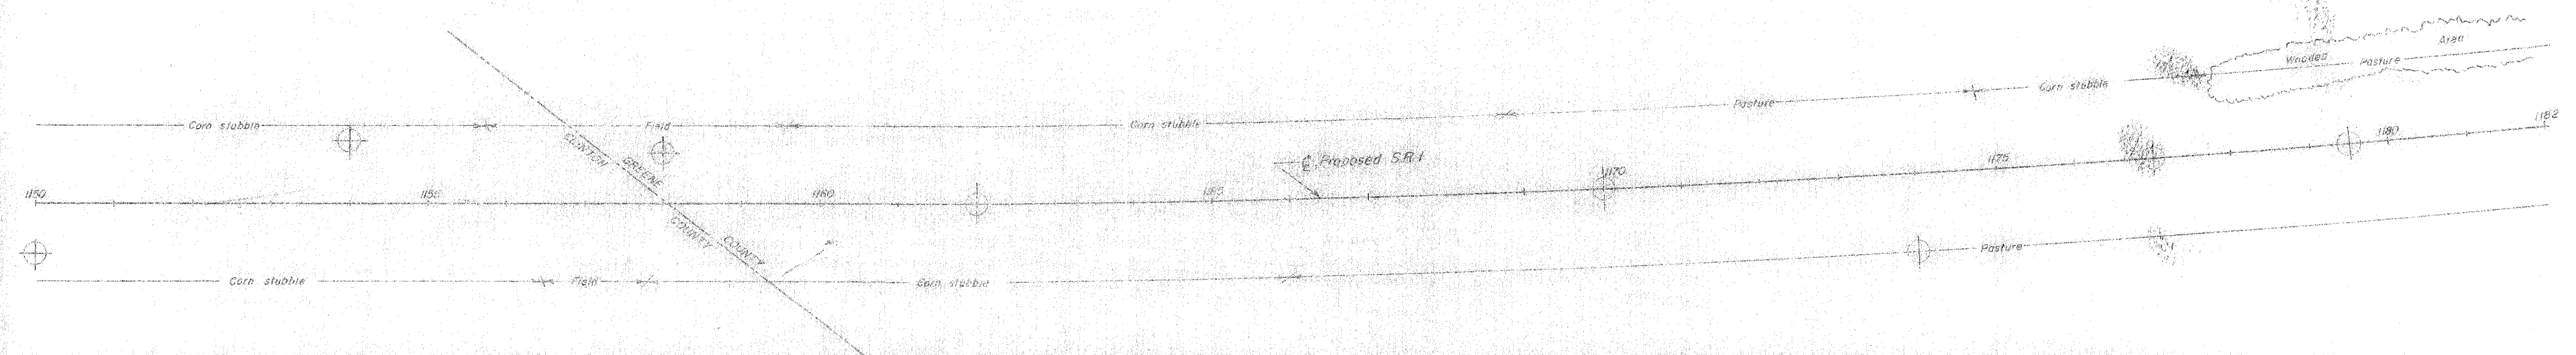 Area
Wooded
Pasture
Corn stubble
Pasture
Corn stubble
Field
Corn stubble
1182
1180
1175
1170
℄ Proposed S.R. 1
1165
1160
1155
1150
CLINTON
GREENE
COUNTY
COUNTY
Corn stubble
Field
Corn stubble
Pasture